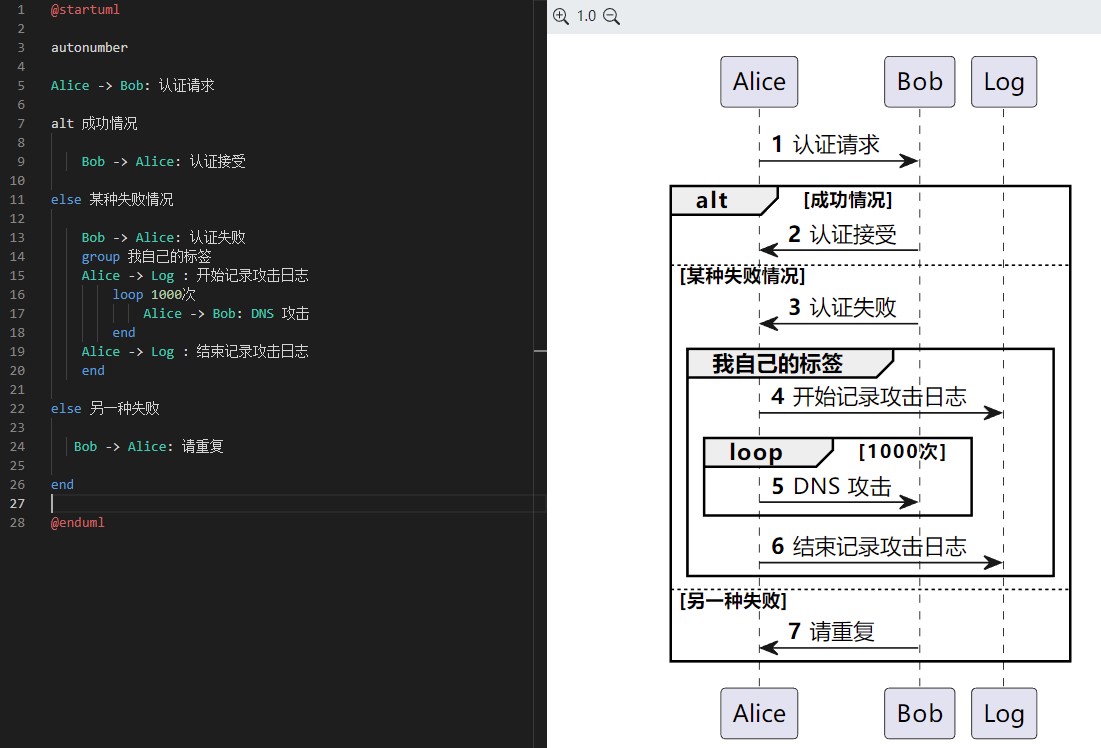 1 @startuml
2
3 autonumber
4
5 Alice -> Bob: 认证请求
6
7 alt 成功情况
8
9 Bob -> Alice: 认证接受
10
11 else 某种失败情况
12
13 Bob -> Alice: 认证失败
14 group 我自己的标签
15 Alice -> Log : 开始记录攻击日志
16 loop 1000次
17 Alice -> Bob: DNS 攻击
18 end
19 Alice -> Log : 结束记录攻击日志
20 end
21
22 else 另一种失败
23
24 Bob -> Alice: 请重复
25
26 end
27
28 @enduml
1.0
Alice Bob Log
1 认证请求
alt [成功情况]
2 认证接受
[某种失败情况]
3 认证失败
我自己的标签
4 开始记录攻击日志
loop [1000次]
5 DNS 攻击
6 结束记录攻击日志
[另一种失败]
7 请重复
Alice Bob Log